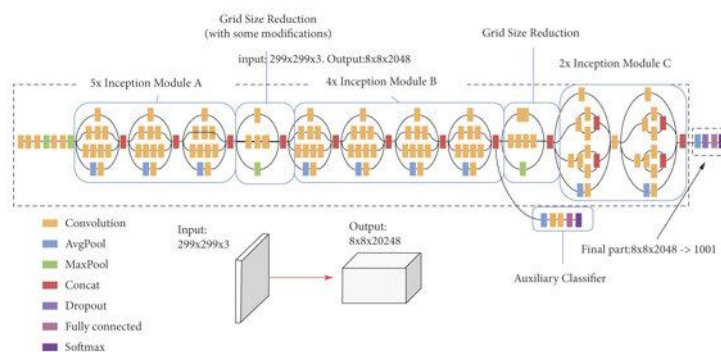 Grid Size Reduction
(with some modifications)
Grid Size Reduction
input: 299x299x3. Output:8x8x2048
5x Inception Module A
4x Inception Module B
2x Inception Module C
Convolution
AvgPool
MaxPool
Concat
Dropout
Fully connected
Softmax
Input:
299x299x3
Output:
8x8x20248
Auxiliary Classifier
Final part:8x8x2048 -> 1001